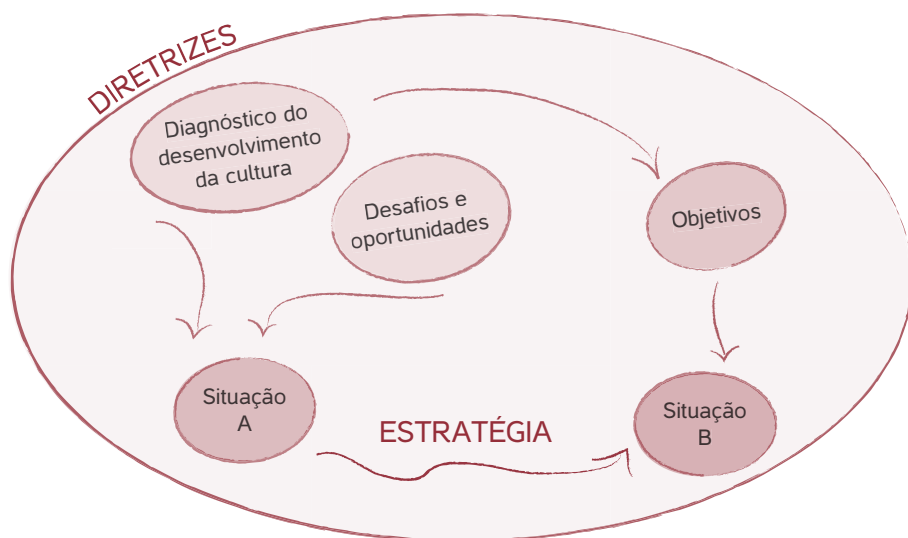 DIRETRIZES
Diagnóstico do
desenvolvimento
da cultura
Desafios e
oportunidades
Objetivos
Situação
A
ESTRATÉGIA
Situação
B